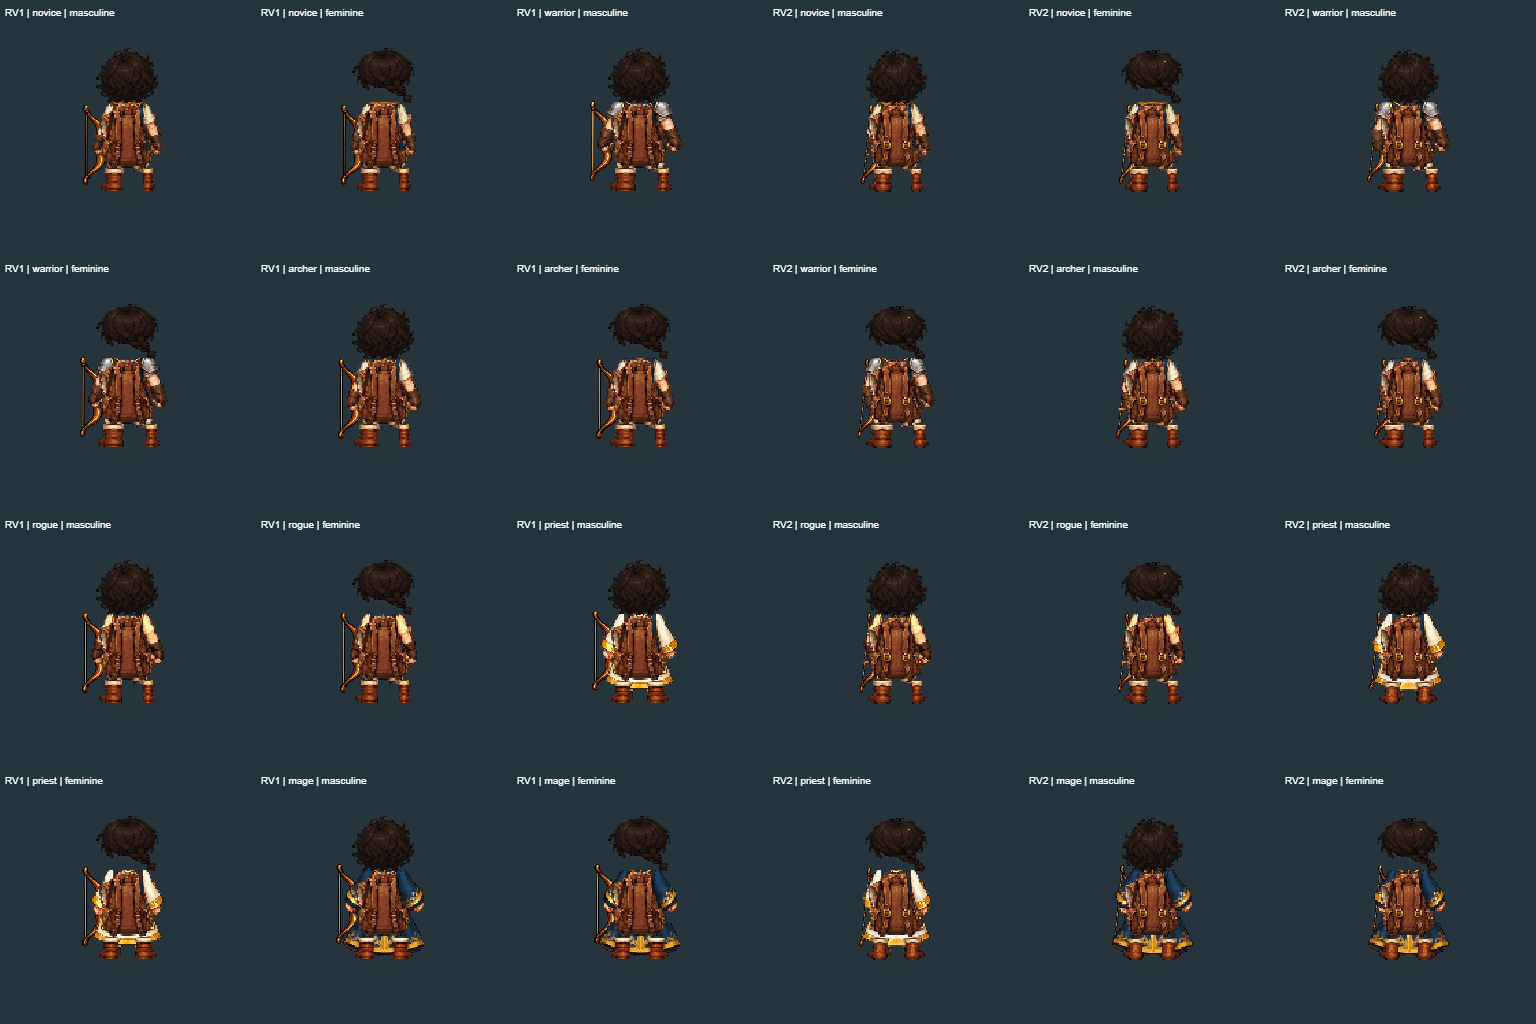 RV1 | novice | masculine
RV1 | novice | feminine
RV1 | warrior | masculine
RV2 | novice | masculine
RV2 | novice | feminine
RV2 | warrior | masculine
RV1 | warrior | feminine
RV1 | archer | masculine
RV1 | archer | feminine
RV2 | warrior | feminine
RV2 | archer | masculine
RV2 | archer | feminine
RV1 | rogue | masculine
RV1 | rogue | feminine
RV1 | priest | masculine
RV2 | rogue | masculine
RV2 | rogue | feminine
RV2 | priest | masculine
RV1 | priest | feminine
RV1 | mage | masculine
RV1 | mage | feminine
RV2 | priest | feminine
RV2 | mage | masculine
RV2 | mage | feminine